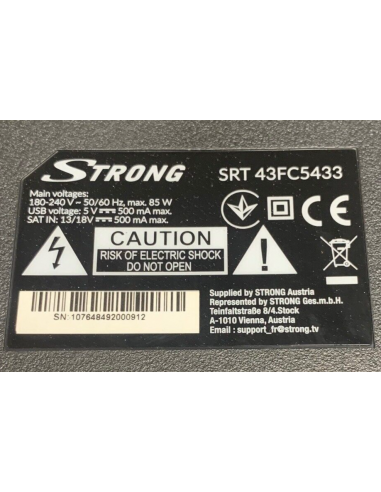 STRONG
SRT 43FC5433
Main voltages:
180-240 V ~ 50/60 Hz, max. 85 W
USB voltage: 5 V ⎓ 500 mA max.
SAT IN: 13/18V ⎓ 500 mA max.
CAUTION
RISK OF ELECTRIC SHOCK
DO NOT OPEN
CE
Supplied by STRONG Austria
Represented by STRONG Ges.m.b.H.
Teinfaltstraße 8/4.Stock
A-1010 Vienna, Austria
Email : support_fr@strong.tv
SN: 107648492000912